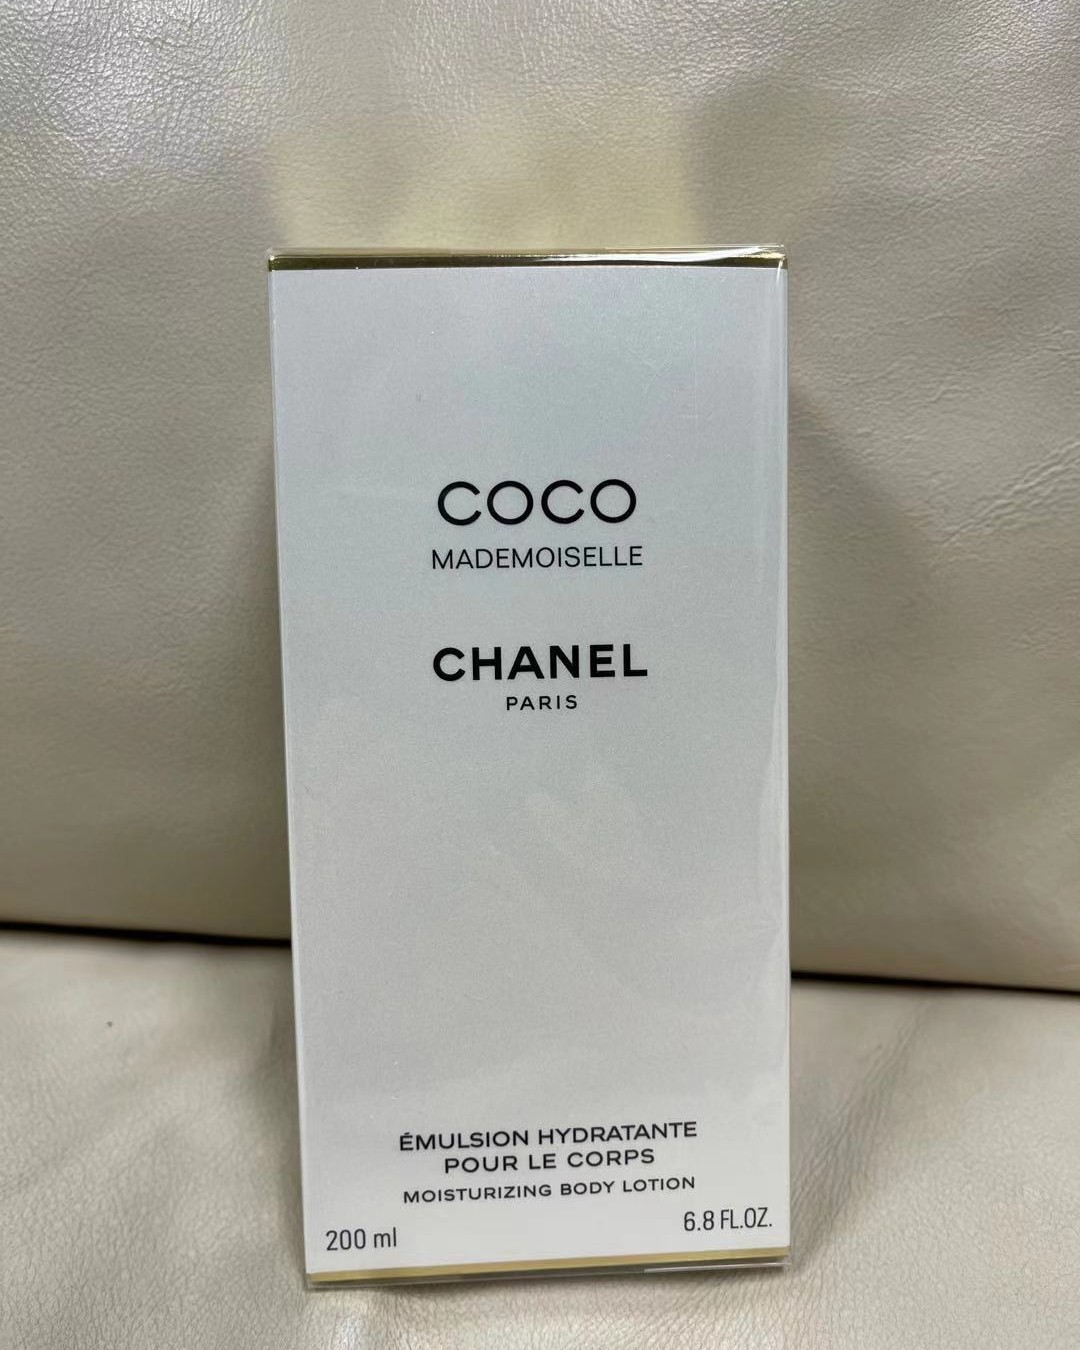 COCO
MADEMOISELLE
CHANEL
PARIS
ÉMULSION HYDRATANTE
POUR LE CORPS
MOISTURIZING BODY LOTION
200 ml
6.8 FL.OZ.